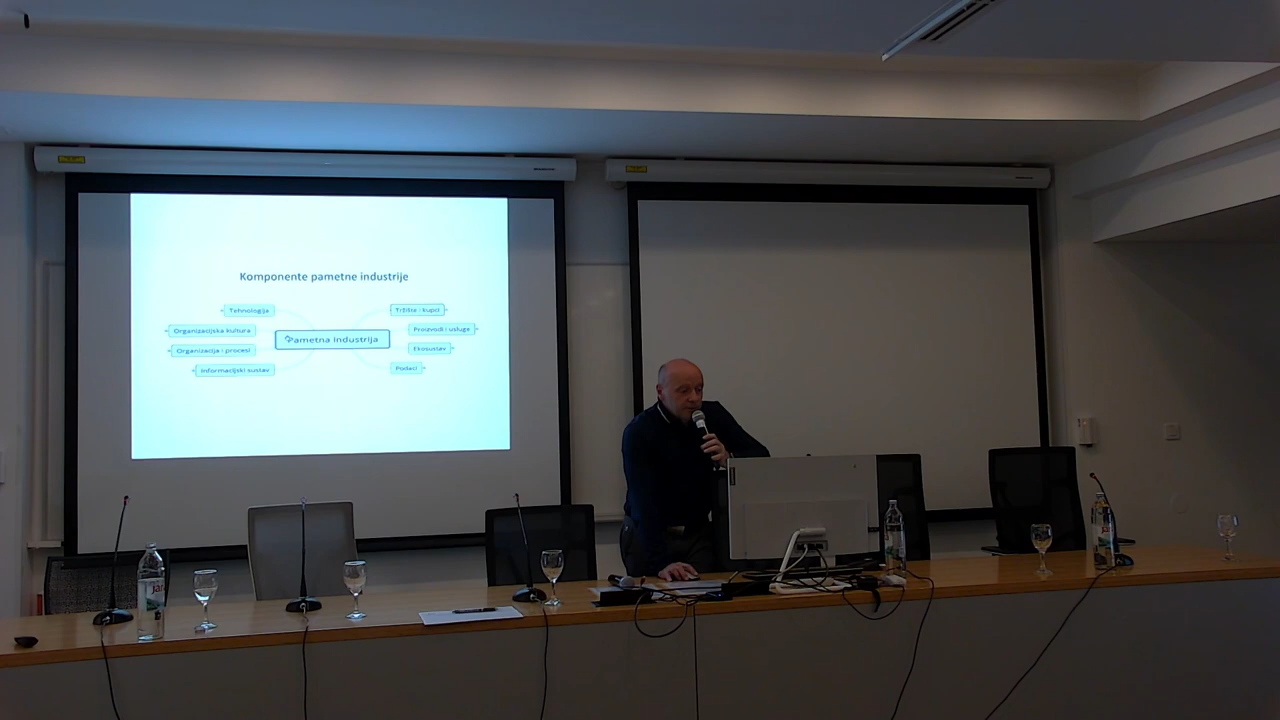 Komponente pametne industrije
Tehnologija
Organizacijska kultura
Organizacija i procesi
Informacijski sustav
Pametna Industrija
Tržište i kupci
Proizvodi i usluge
Ekosustav
Podaci